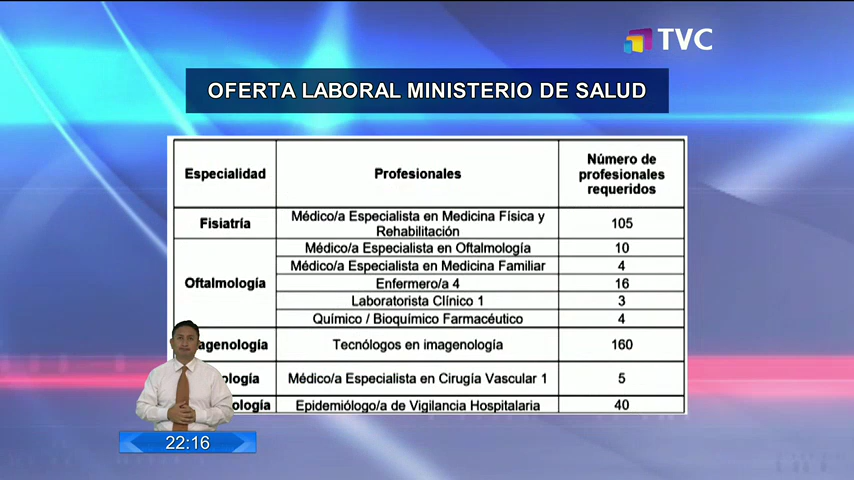 TVC
OFERTA LABORAL MINISTERIO DE SALUD
Especialidad
Profesionales
Número de
profesionales
requeridos
Fisiatría
Médico/a Especialista en Medicina Física y
Rehabilitación
105
Oftalmología
Médico/a Especialista en Oftalmología
10
Médico/a Especialista en Medicina Familiar
4
Enfermero/a 4
16
Laboratorista Clínico 1
3
Químico / Bioquímico Farmacéutico
4
agenología
Tecnólogos en imagenología
160
ología
Médico/a Especialista en Cirugía Vascular 1
5
ología
Epidemiólogo/a de Vigilancia Hospitalaria
40
22:16